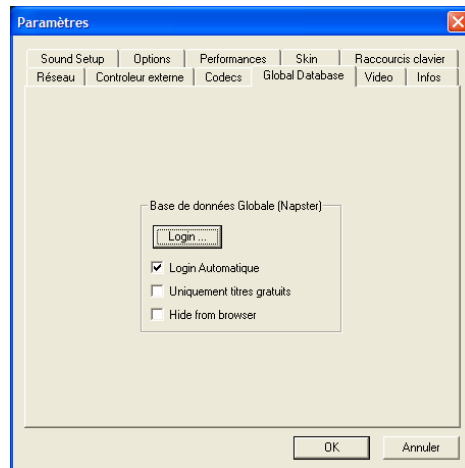 Paramètres
Sound Setup Options Performances Skin Raccourcis clavier
Réseau Controleur externe Codecs Global Database Video Infos
Base de données Globale (Napster)
Login ...
Login Automatique
Uniquement titres gratuits
Hide from browser
OK Annuler